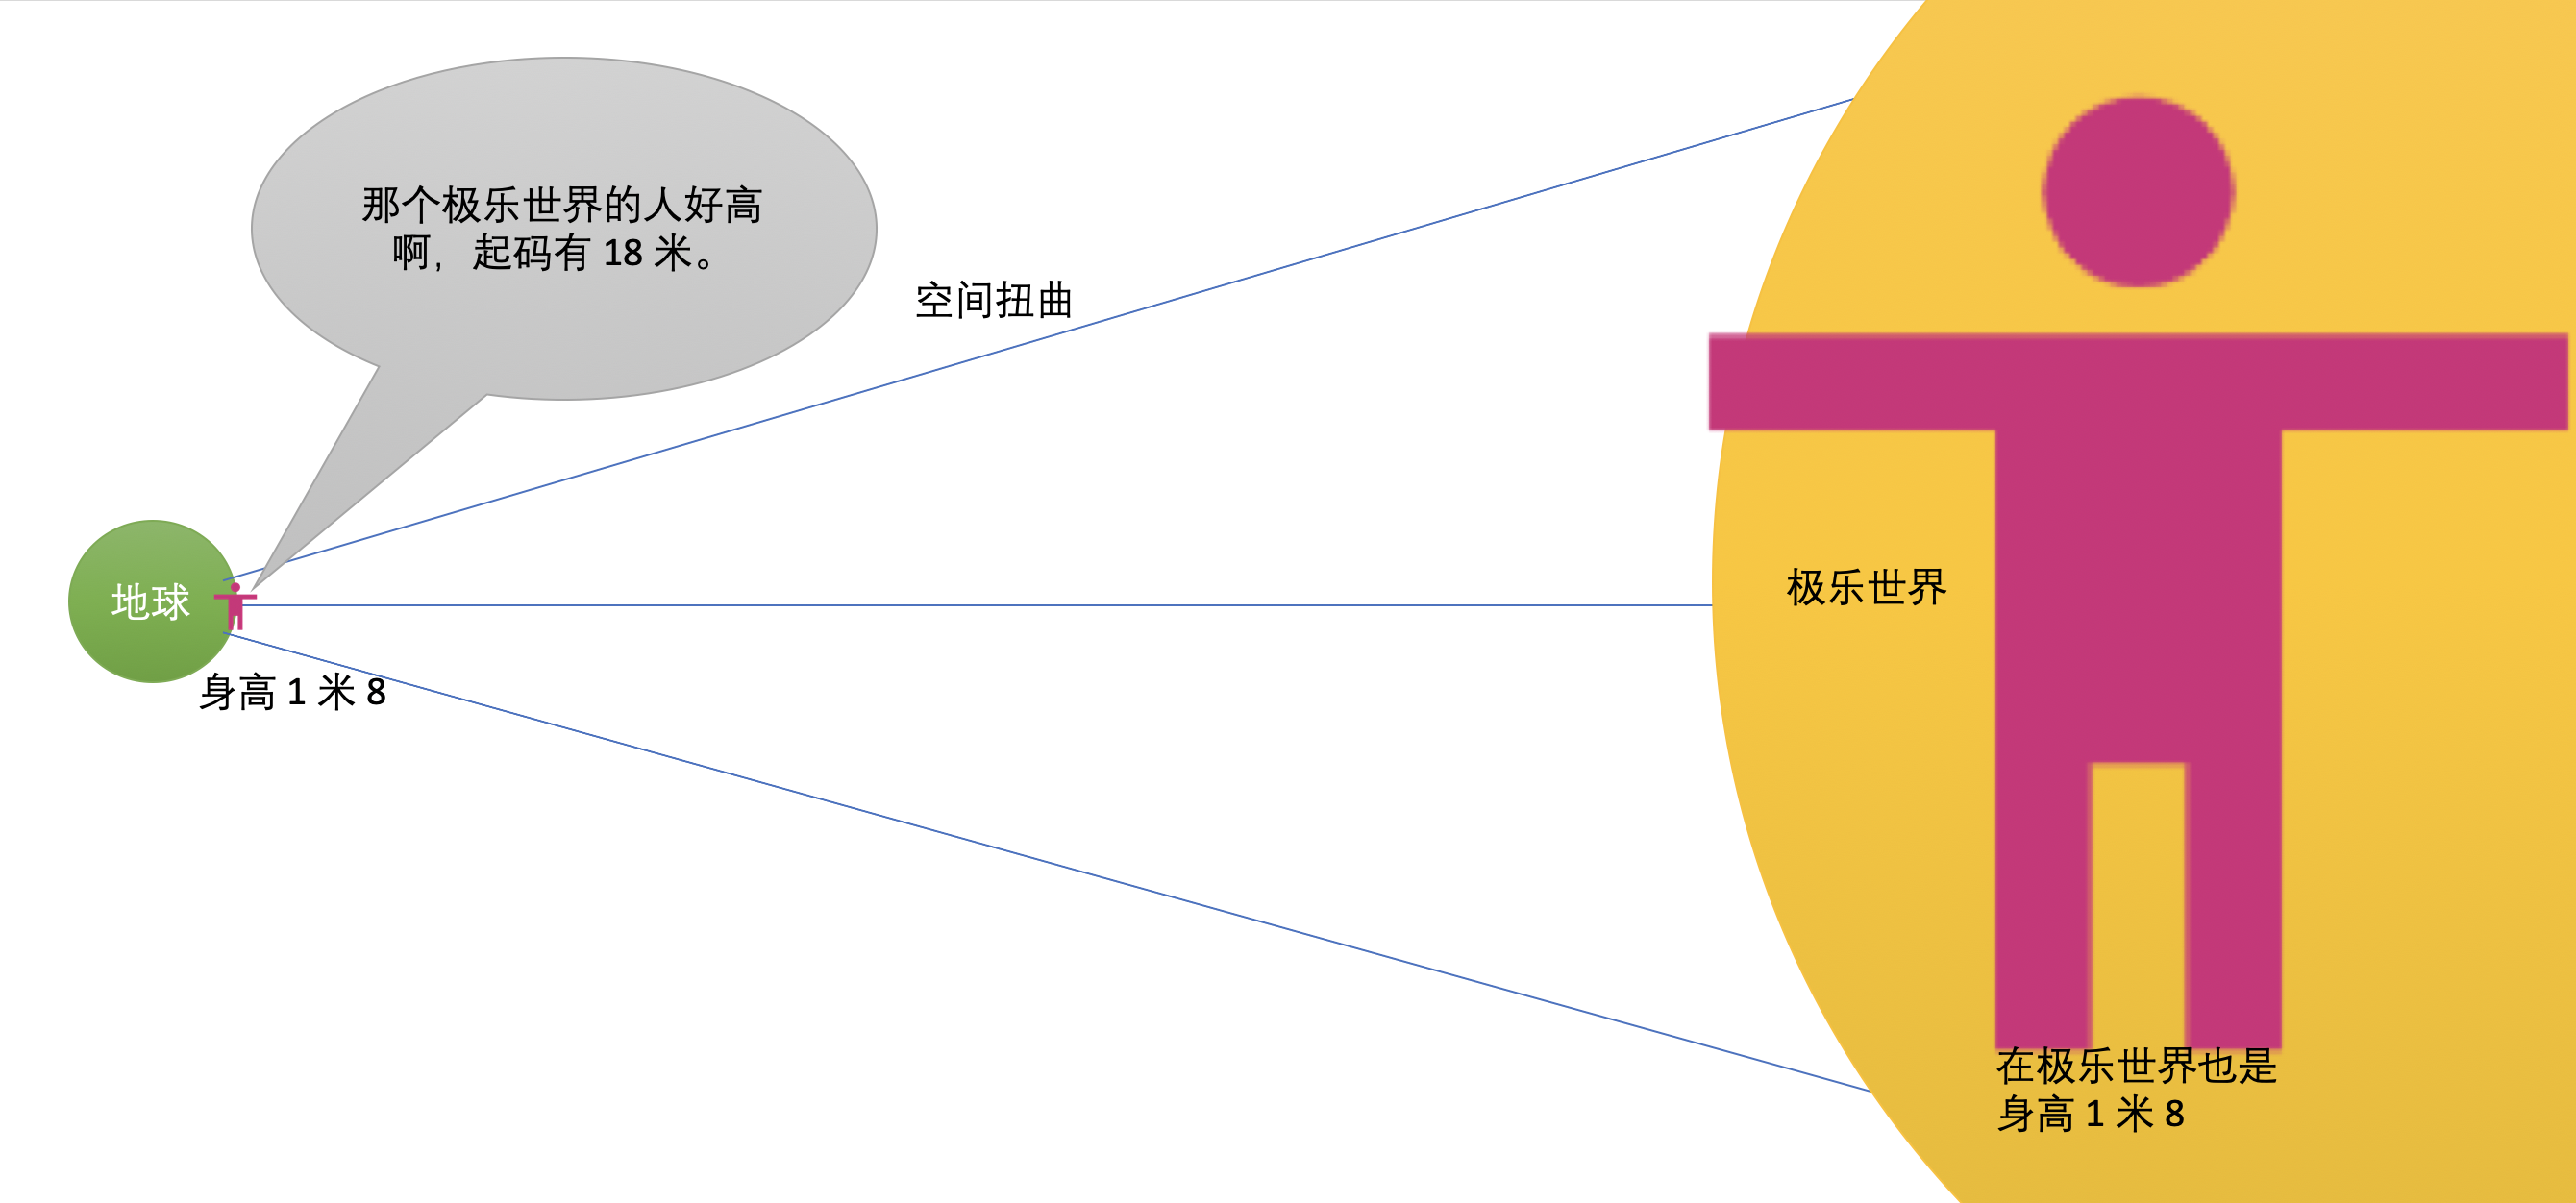 那个极乐世界的人好高
啊，起码有 18 米。
空间扭曲
地球
极乐世界
身高 1 米 8
在极乐世界也是
身高 1 米 8